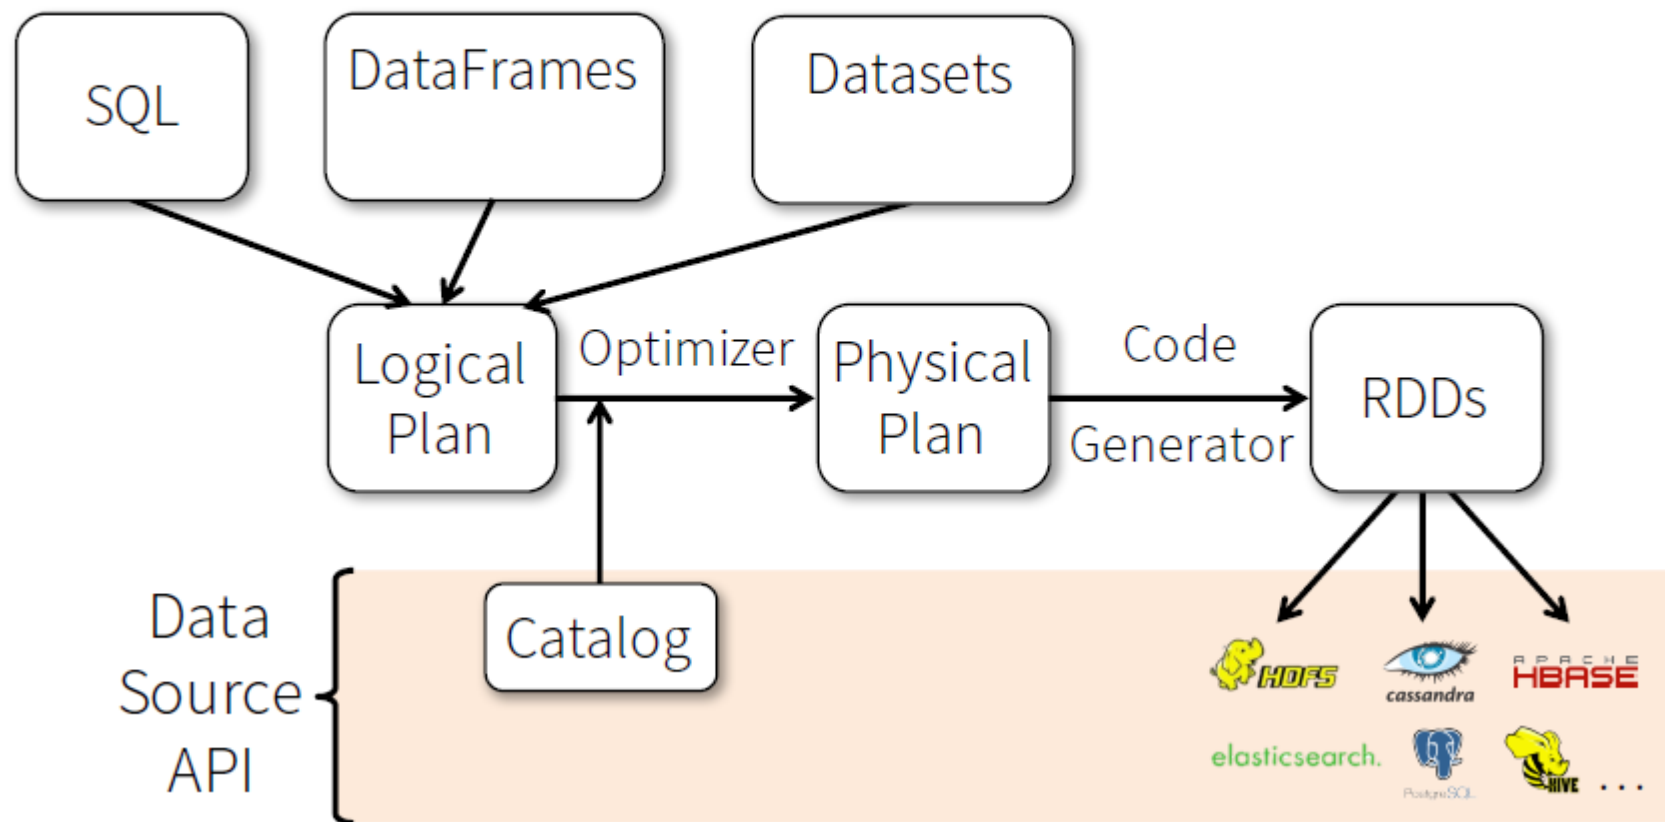 SQL
DataFrames
Datasets
Logical
Plan
Optimizer
Physical
Plan
Code
Generator
RDDs
Data
Source
API
Catalog
HDFS
cassandra
APACHE
HBASE
elasticsearch.
PostgreSQL
HIVE
...